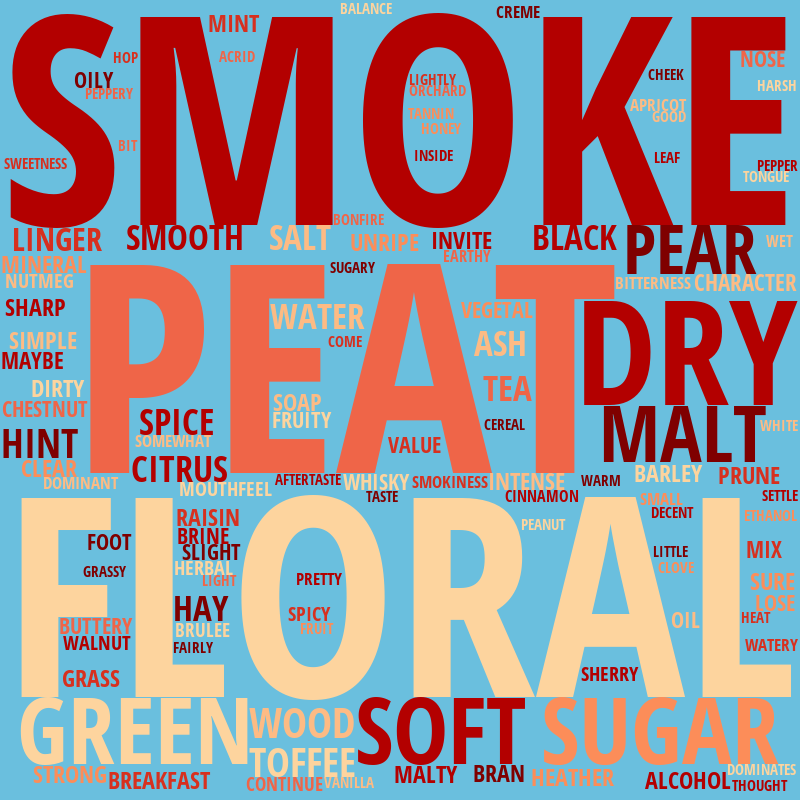 BALANCE
CREME
SMOKE
MINT
HOP
ACRID
NOSE
OILY
LIGHTLY
CHEEK
PEPPERY
ORCHARD
HARSH
APRICOT
TANNIN
GOOD
HONEY
BIT
INSIDE
LEAF
SWEETNESS
PEPPER
TONGUE
BONFIRE
LINGER
SMOOTH
SALT
UNRIPE
INVITE
BLACK
PEAR
WET
EARTHY
MINERAL
SUGARY
NUTMEG
BITTERNESS
CHARACTER
PEAT
SHARP
WATER
VEGETAL
DRY
SIMPLE
COME
ASH
MAYBE
DIRTY
TEA
CHESTNUT
SOAP
SPICE
FRUITY
CEREAL
MALT
WHITE
HINT
SOMEWHAT
VALUE
CLEAR
CITRUS
DOMINANT
MOUTHFEEL
AFTERTASTE
WHISKY
SMOKINESS
INTENSE
WARM
BARLEY
PRUNE
TASTE
CINNAMON
SMALL
SETTLE
FLORAL
RAISIN
PEANUT
DECENT
ETHANOL
BRINE
FOOT
SLIGHT
LITTLE
MIX
GRASSY
HERBAL
LIGHT
PRETTY
CLOVE
SURE
HAY
SPICY
LOSE
BUTTERY
BRULEE
FRUIT
OIL
HEAT
WALNUT
FAIRLY
WATERY
GRASS
SHERRY
GREEN
WOOD
SOFT
SUGAR
TOFFEE
STRONG
BREAKFAST
CONTINUE
VANILLA
MALTY
BRAN
HEATHER
ALCOHOL
DOMINATES
THOUGHT